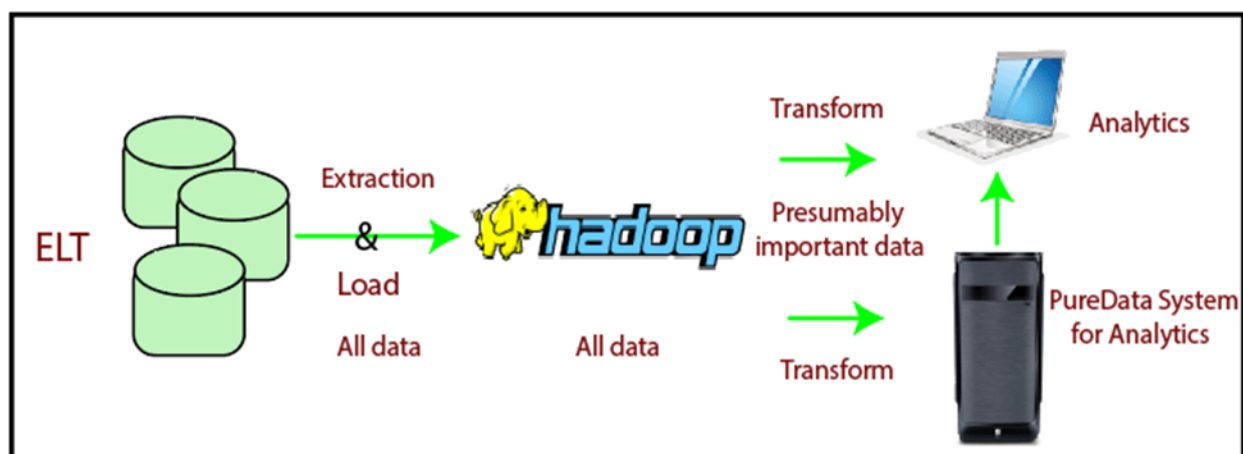 ELT
Extraction
&
Load
All data
hadoop
All data
Transform
Presumably
important data
Transform
Analytics
PureData System
for Analytics